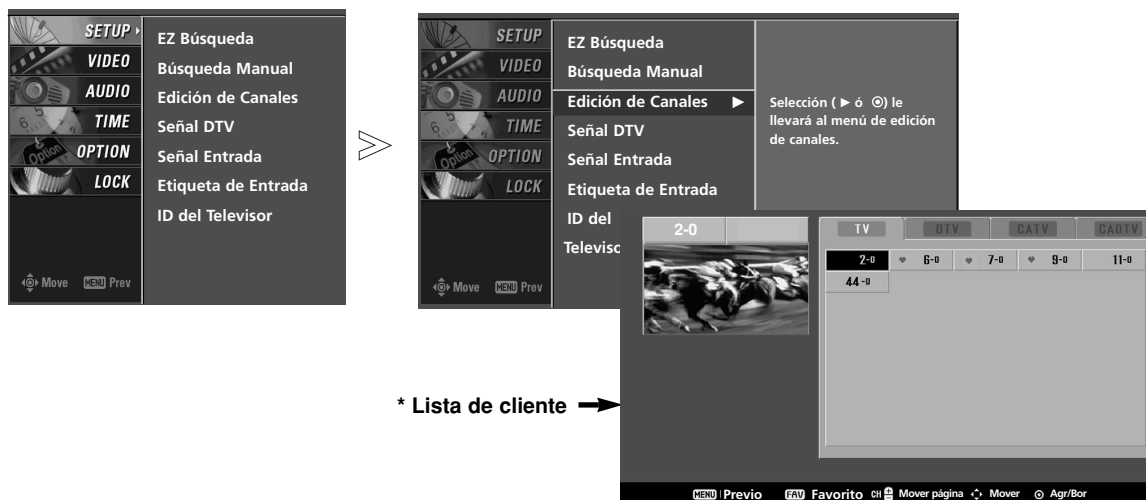 SETUP
VIDEO
AUDIO
TIME
OPTION
LOCK
Move MENU Prev
EZ Búsqueda
Búsqueda Manual
Edición de Canales
Señal DTV
Señal Entrada
Etiqueta de Entrada
ID del Televisor
SETUP
VIDEO
AUDIO
TIME
OPTION
LOCK
Move MENU Prev
EZ Búsqueda
Búsqueda Manual
Edición de Canales ►
Señal DTV
Señal Entrada
Etiqueta de Entrada
ID del
Televiso
Selección ( ► ó ⊙) le
llevará al menú de edición
de canales.
2-0
TV DTV CATV CADTV
2-0 ♥ 6-0 ♥ 7-0 ♥ 9-0 11-0
44-0
* Lista de cliente
MENU Previo FAV Favorito CH Mover página Mover ⊙ Agr/Bor